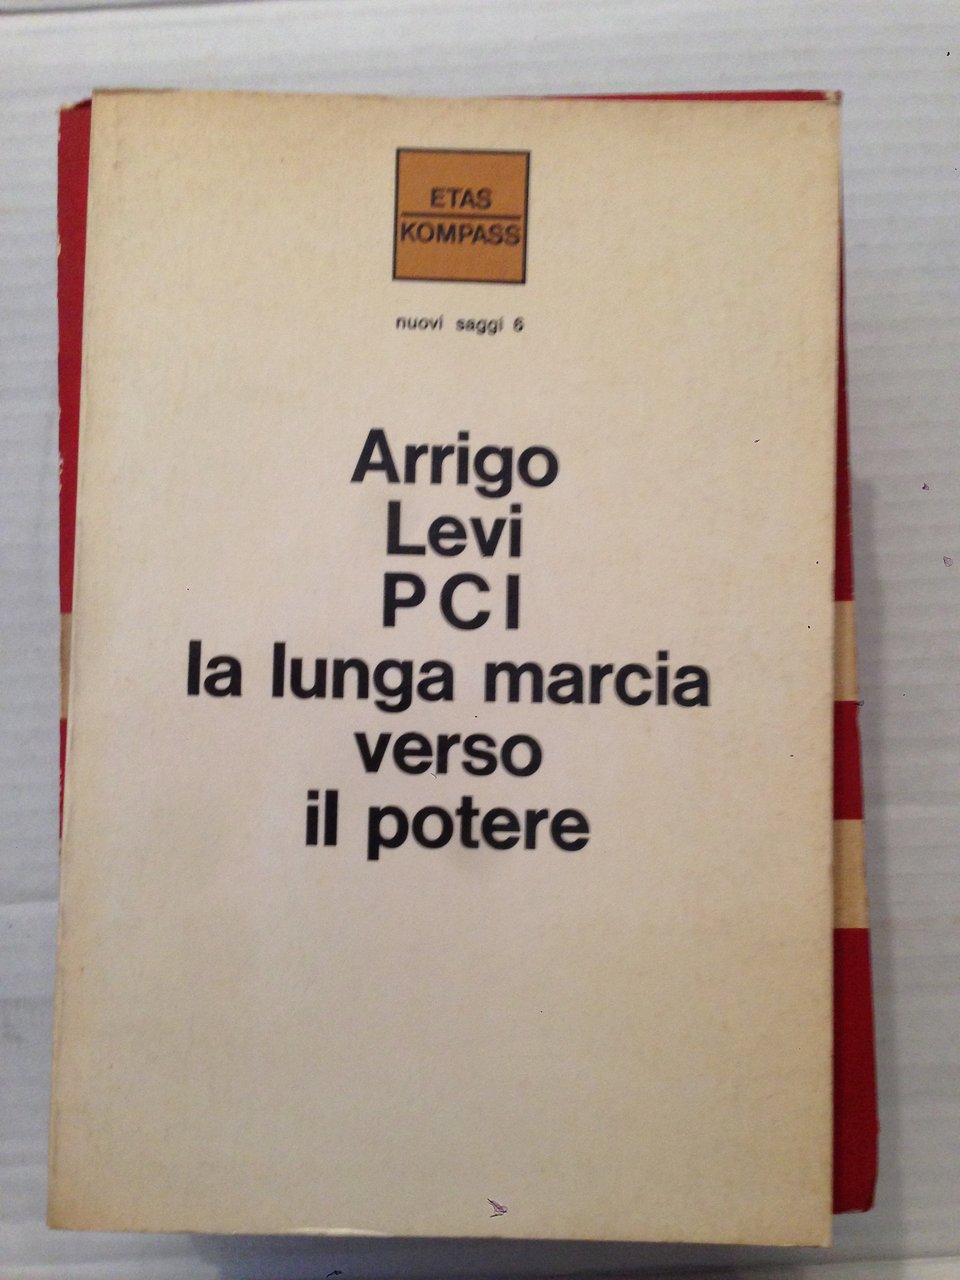 ETAS
KOMPASS
nuovi saggi 6
Arrigo
Levi
PCI
la lunga marcia
verso
il potere